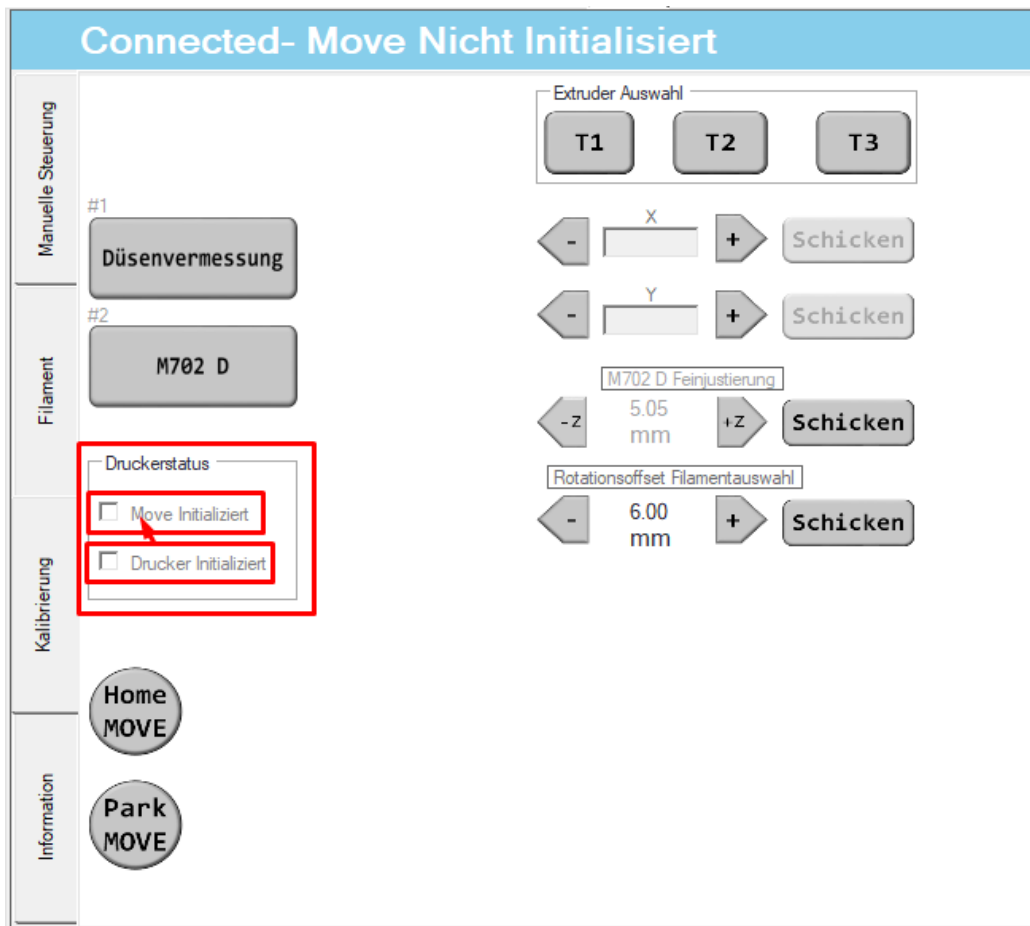 Connected- Move Nicht Initialisiert
Manuelle Steuerung
Filament
Kalibrierung
Information
#1
Düsenvermessung
#2
M702 D
Druckerstatus
Move Initializiert
Drucker Initializiert
Home
MOVE
Park
MOVE
Extruder Auswahl
T1 T2 T3
X
- + Schicken
Y
- + Schicken
M702 D Feinjustierung
-Z 5.05 mm +Z Schicken
Rotationsoffset Filamentauswahl
- 6.00 mm + Schicken